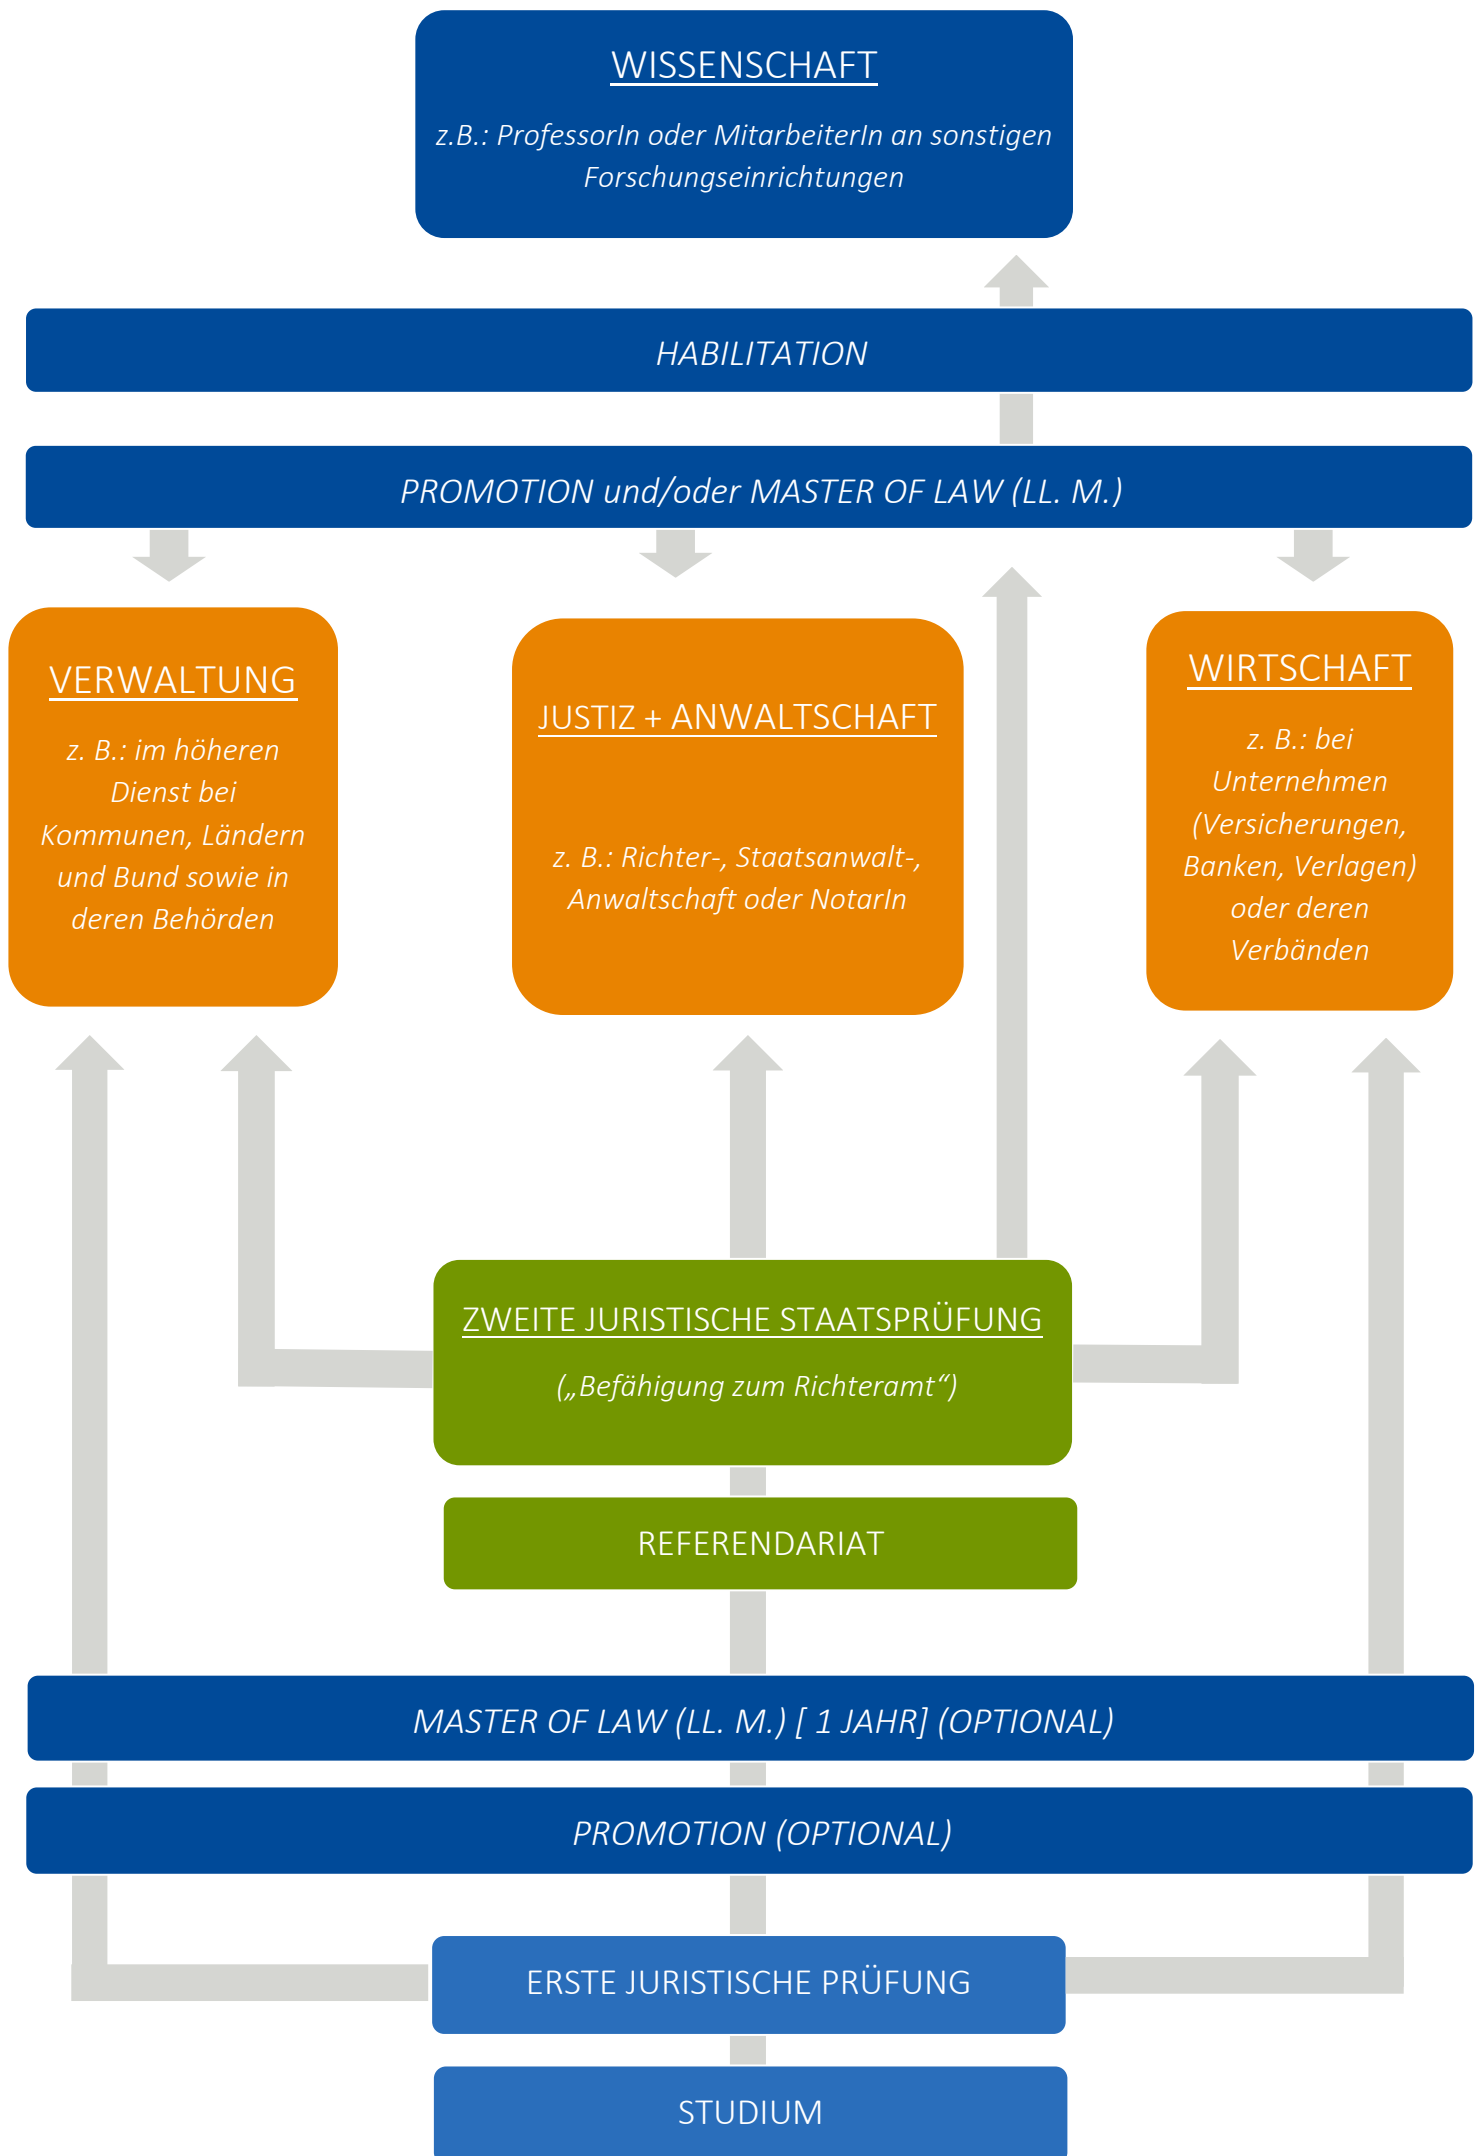 WISSENSCHAFT
z.B.: ProfessorIn oder MitarbeiterIn an sonstigen
Forschungseinrichtungen
HABILITATION
PROMOTION und/oder MASTER OF LAW (LL. M.)
VERWALTUNG
z. B.: im höheren
Dienst bei
Kommunen, Ländern
und Bund sowie in
deren Behörden
JUSTIZ + ANWALTSCHAFT
z. B.: Richter-, Staatsanwalt-,
Anwaltschaft oder NotarIn
WIRTSCHAFT
z. B.: bei
Unternehmen
(Versicherungen,
Banken, Verlagen)
oder deren
Verbänden
ZWEITE JURISTISCHE STAATSPRÜFUNG
(„Befähigung zum Richteramt“)
REFERENDARIAT
MASTER OF LAW (LL. M.) [ 1 JAHR] (OPTIONAL)
PROMOTION (OPTIONAL)
ERSTE JURISTISCHE PRÜFUNG
STUDIUM